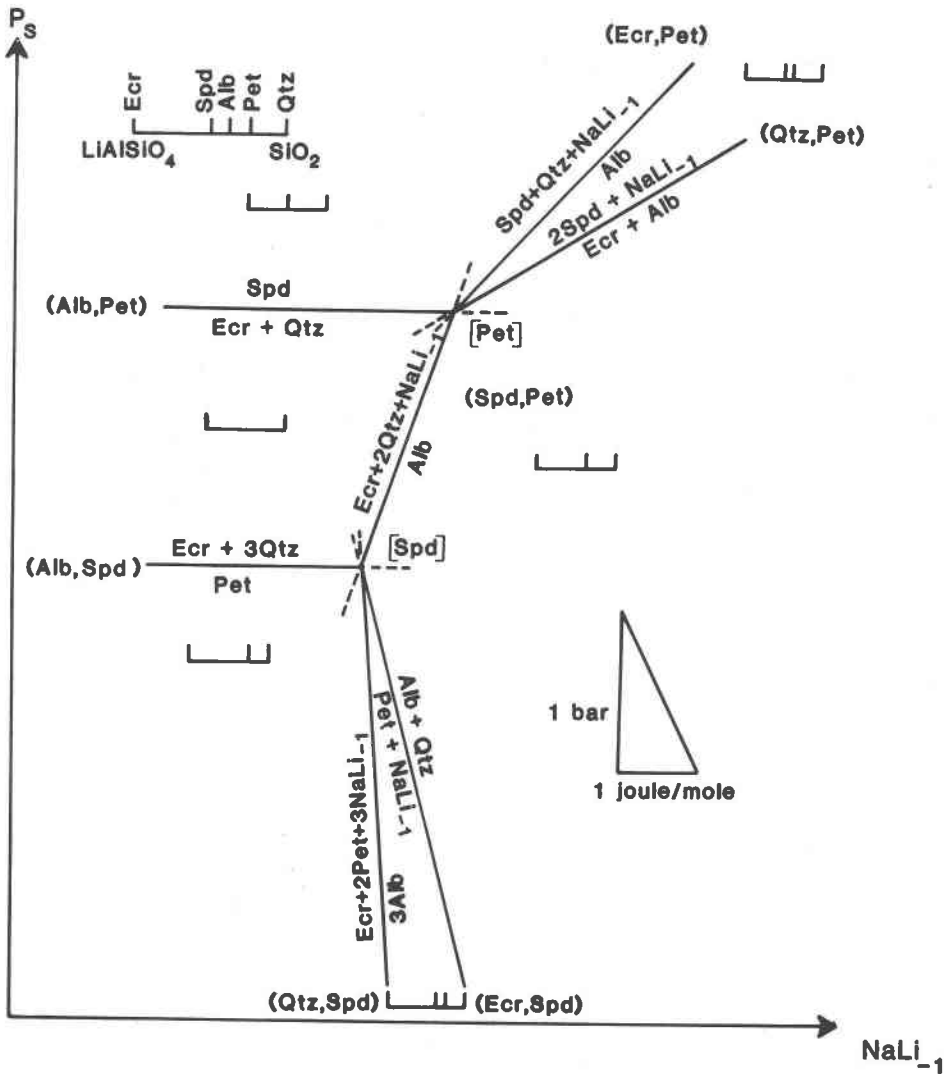 P_s
(Ecr,Pet)
Ecr
Spd
Alb
Pet
Qtz
LiAlSiO₄
SiO₂
(Qtz,Pet)
Spd+Qtz+NaLi₋₁
Alb
2Spd + NaLi₋₁
Ecr + Alb
(Alb,Pet)
Spd
Ecr + Qtz
[Pet]
(Spd,Pet)
Ecr+2Qtz+NaLi₋₁
Alb
(Alb,Spd)
Ecr + 3Qtz
Pet
[Spd]
Alb + Qtz
Pet + NaLi₋₁
Ecr+2Pet+3NaLi₋₁
3Alb
1 bar
1 joule/mole
(Qtz,Spd)
(Ecr,Spd)
NaLi₋₁